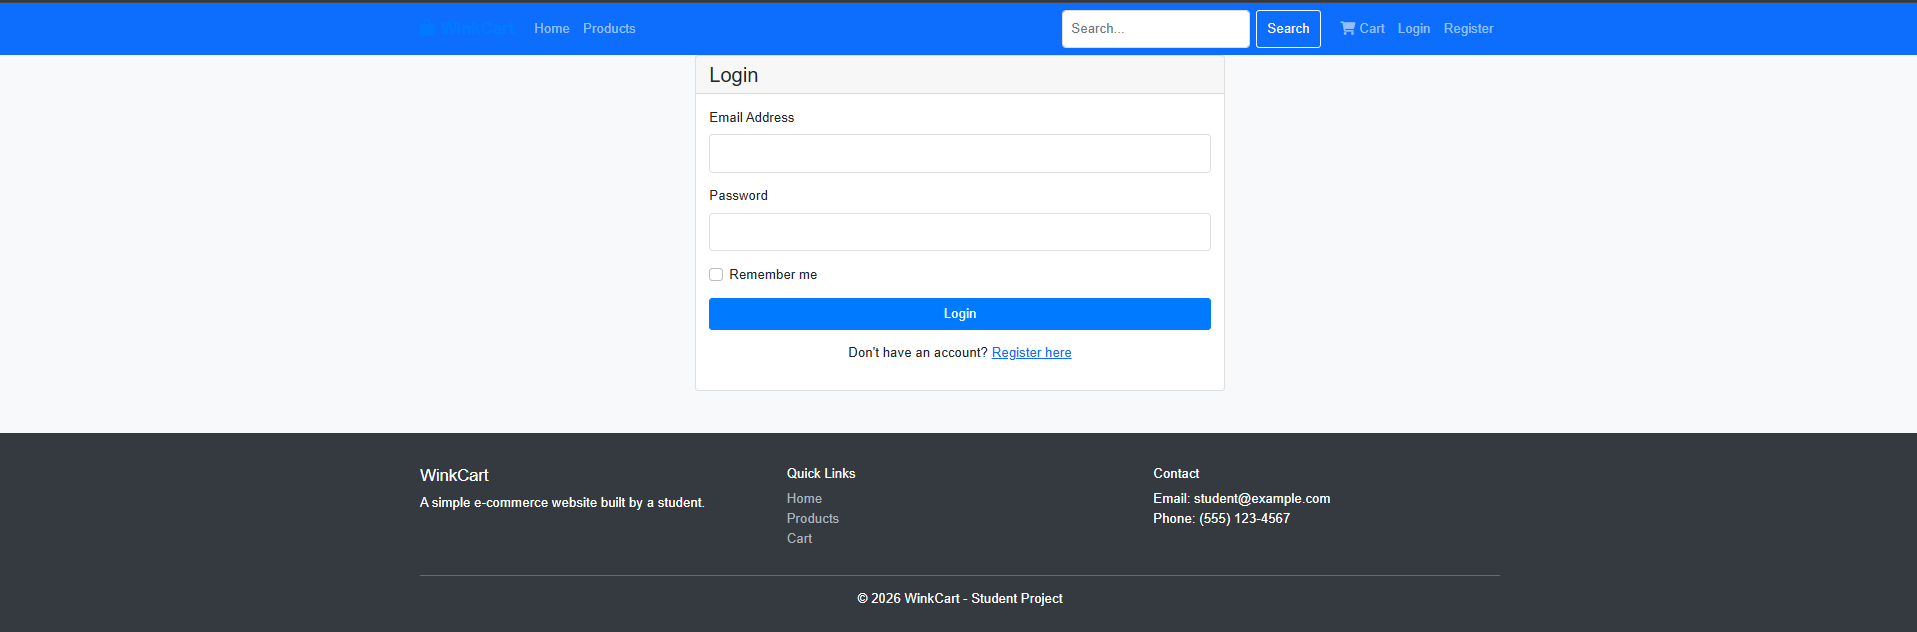 WinkCart Home Products Search... Search Cart Login Register
Login
Email Address
Password
Remember me
Login
Don't have an account? Register here
WinkCart
A simple e-commerce website built by a student.
Quick Links
Home
Products
Cart
Contact
Email: student@example.com
Phone: (555) 123-4567
© 2026 WinkCart - Student Project